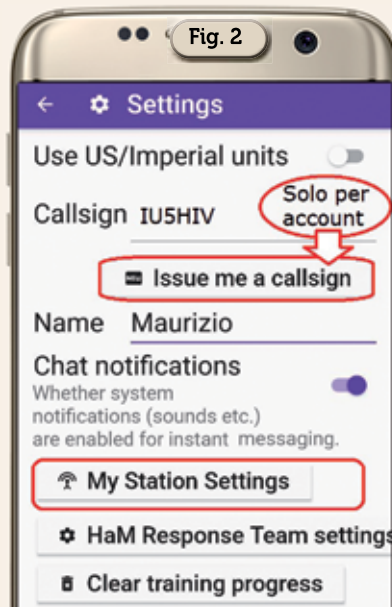 Fig. 2
Settings
Use US/Imperial units
Solo per
account
Callsign IU5HIV
Issue me a callsign
Name Maurizio
Chat notifications
Whether system
notifications (sounds etc.)
are enabled for instant messaging.
My Station Settings
HaM Response Team settings
Clear training progress